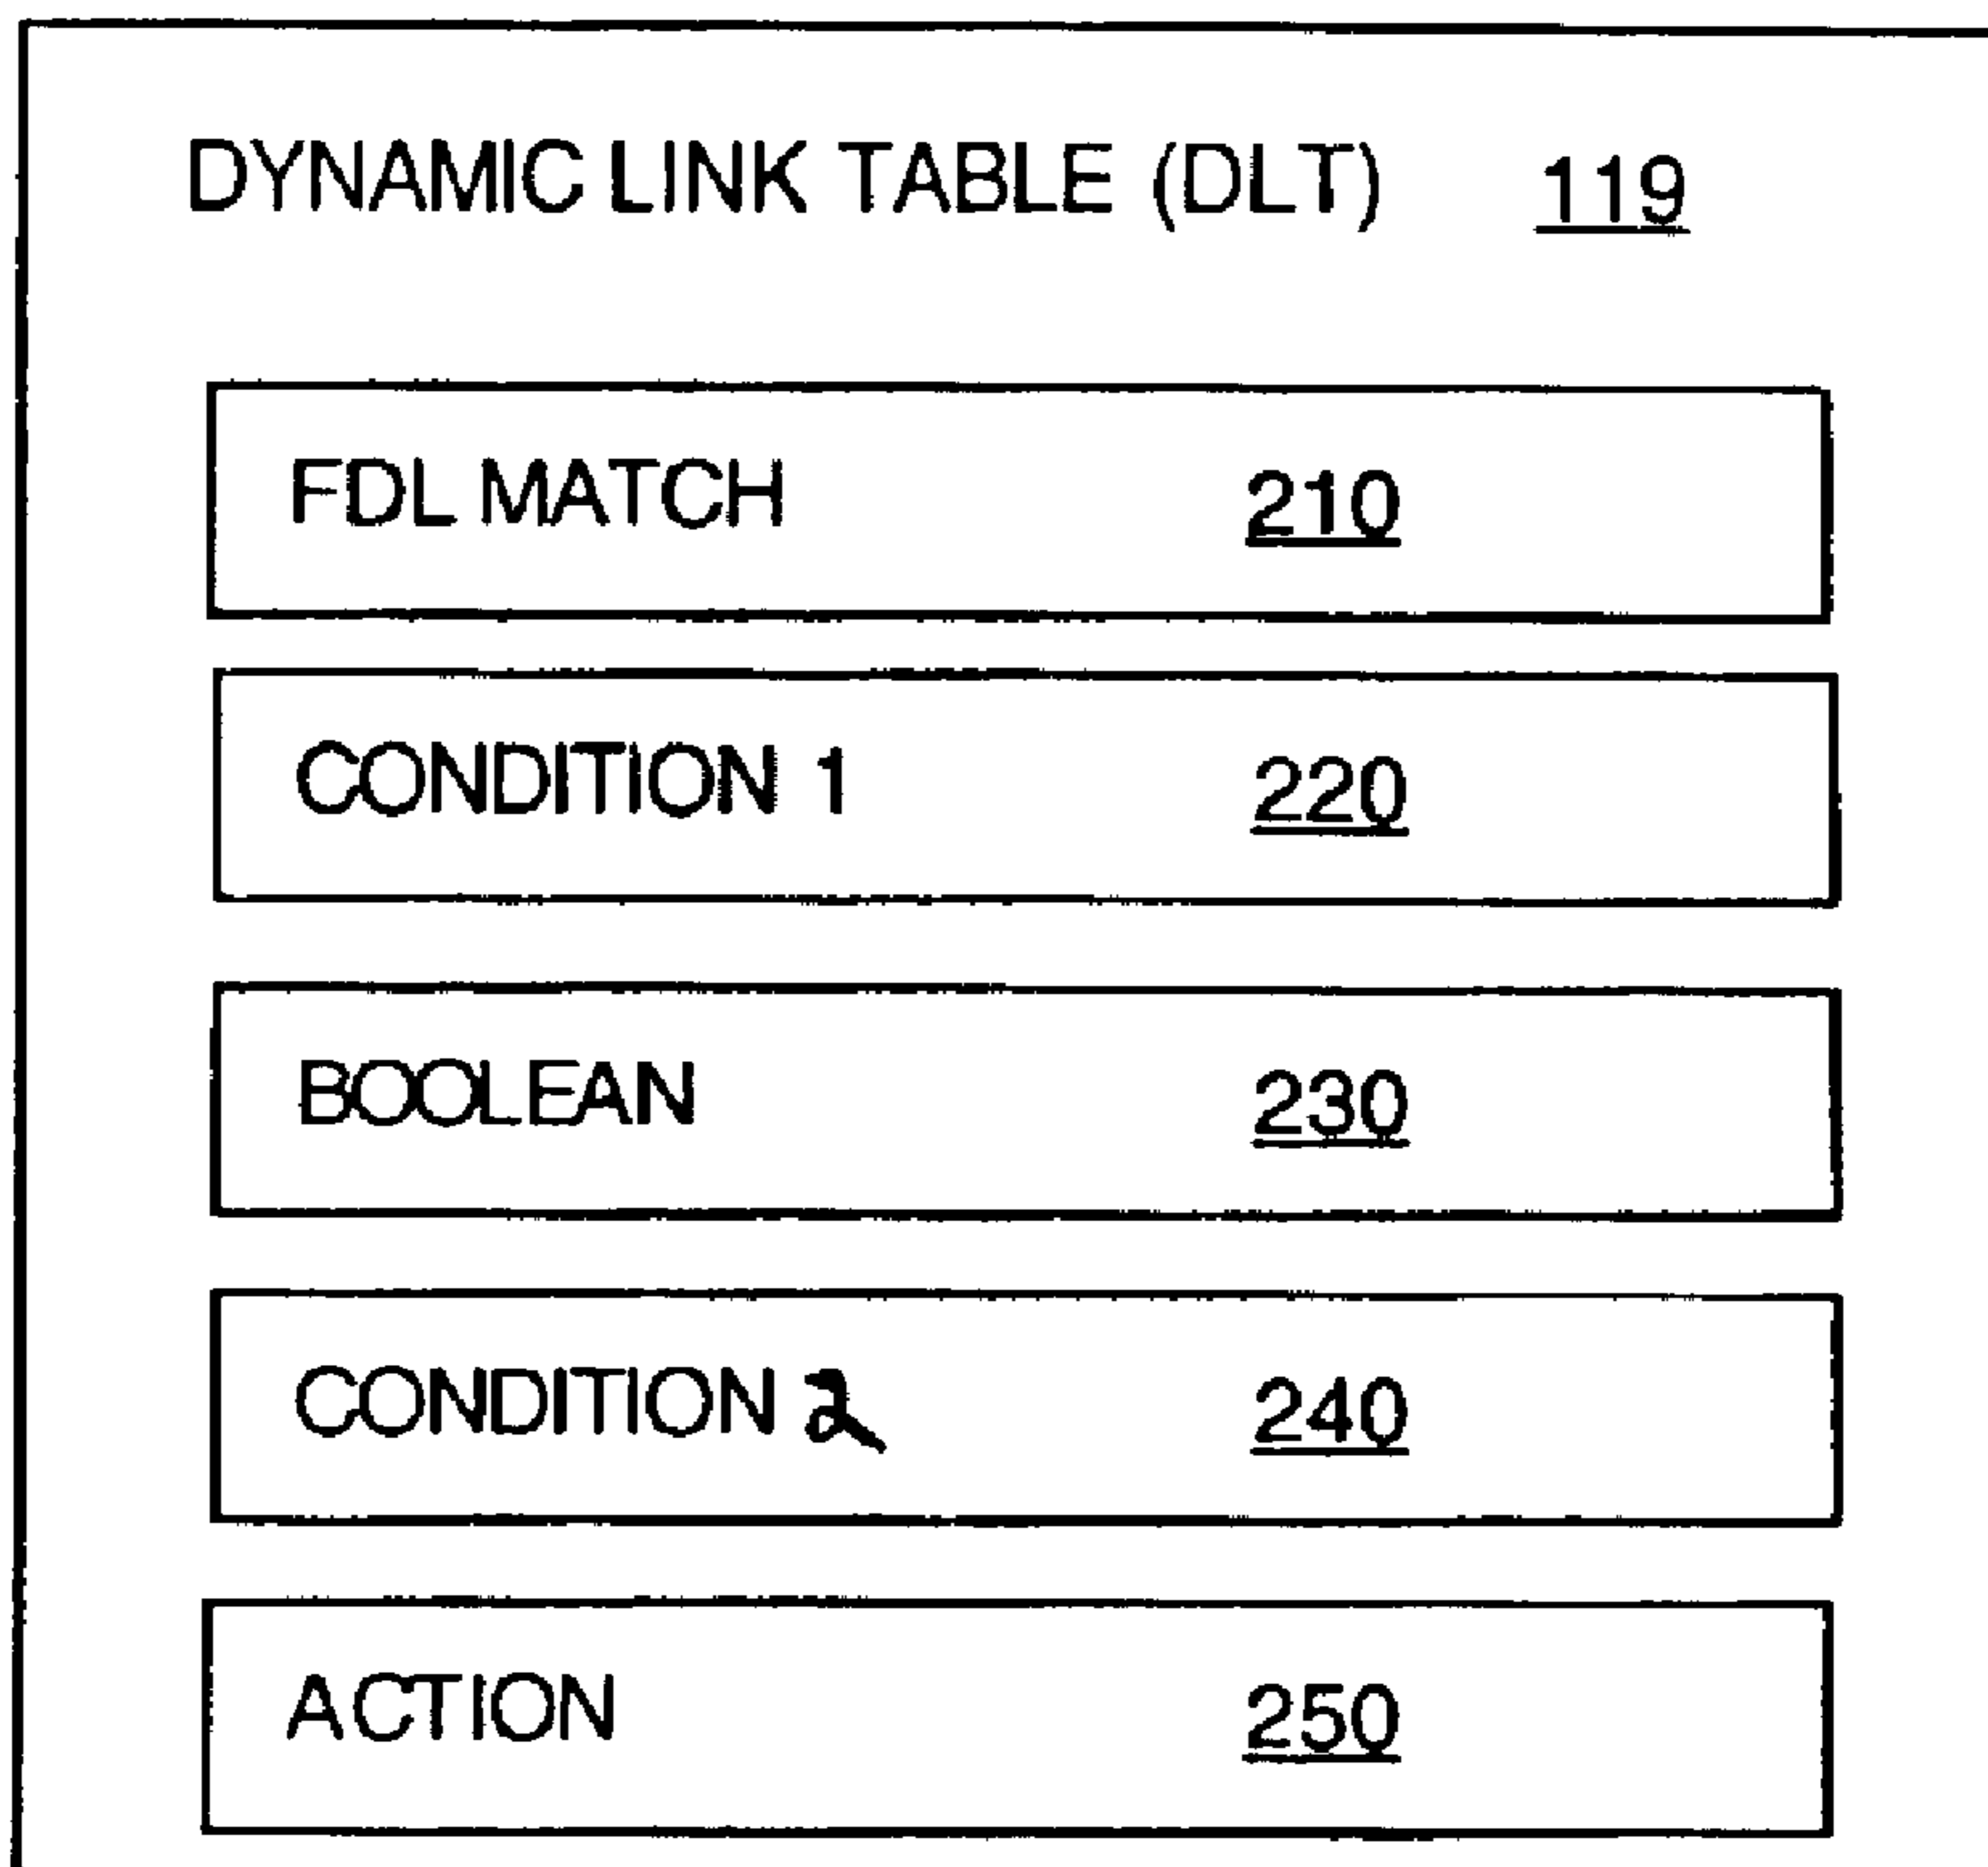 DYNAMIC LINK TABLE (DLT) 119
FDL MATCH 210
CONDITION 1 220
BOOLEAN 230
CONDITION 2 240
ACTION 250